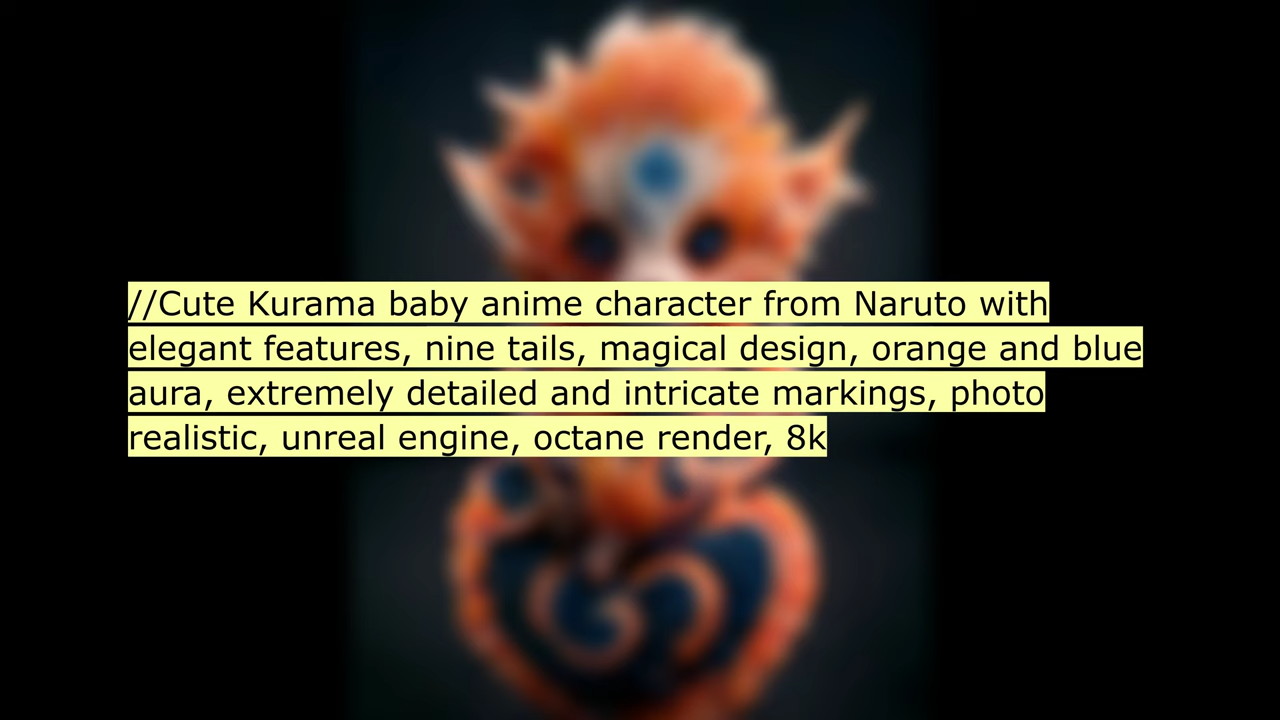 //Cute Kurama baby anime character from Naruto with
elegant features, nine tails, magical design, orange and blue
aura, extremely detailed and intricate markings, photo
realistic, unreal engine, octane render, 8k